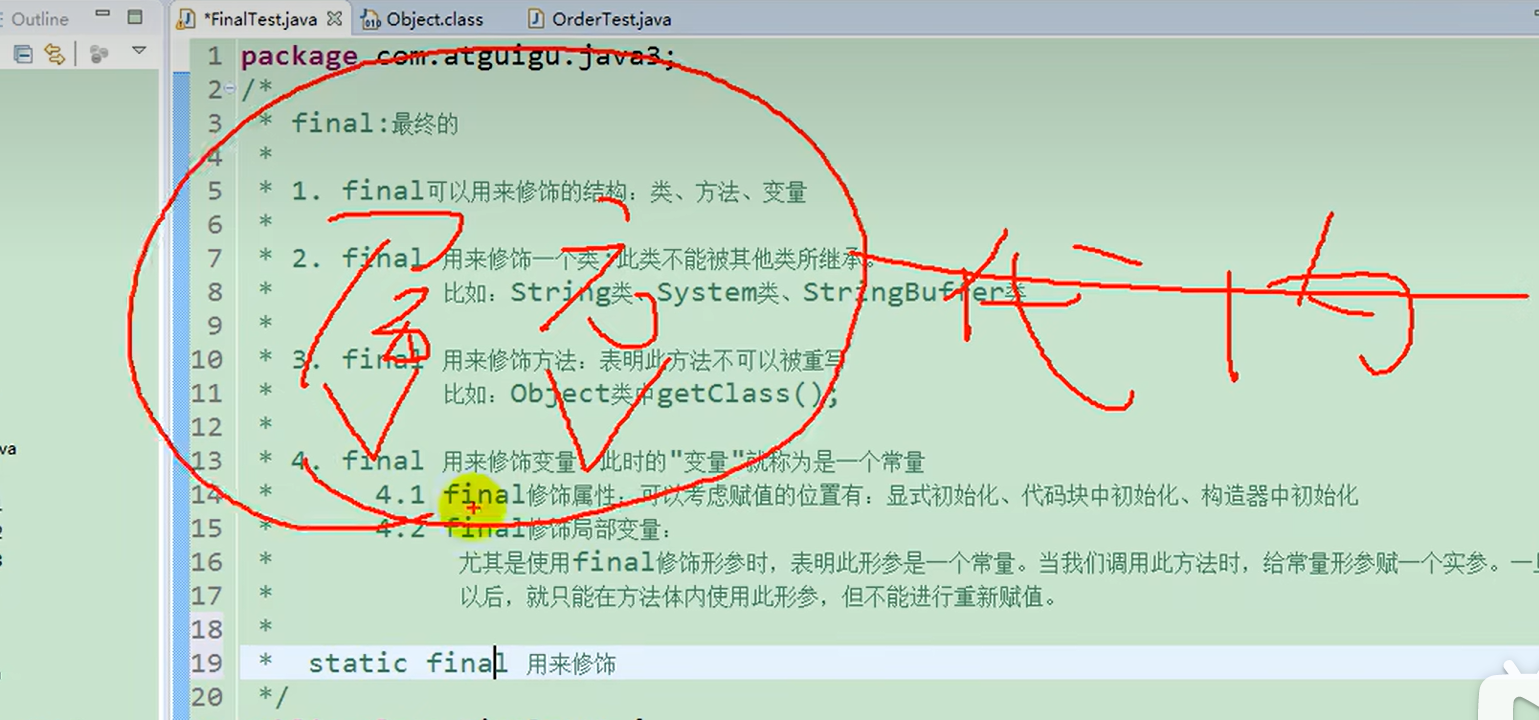 Outline
*FinalTest.java
Object.class
OrderTest.java
va
1 package com.atguigu.java3;
2 /*
3 * final:最终的
4 *
5 * 1. final可以用来修饰的结构：类、方法、变量
6 *
7 * 2. final 用来修饰一个类:此类不能被其他类所继承。
8 * 比如：String类、System类、StringBuffer类
9 *
10 * 3. final 用来修饰方法：表明此方法不可以被重写
11 * 比如：Object类中getClass();
12 *
13 * 4. final 用来修饰变量：此时的"变量"就称为是一个常量
14 * 4.1 final修饰属性：可以考虑赋值的位置有：显式初始化、代码块中初始化、构造器中初始化
15 * 4.2 final修饰局部变量：
16 * 尤其是使用final修饰形参时，表明此形参是一个常量。当我们调用此方法时，给常量形参赋一个实参。一旦
17 * 以后，就只能在方法体内使用此形参，但不能进行重新赋值。
18 *
19 * static final 用来修饰
20 */
属 方 代 构